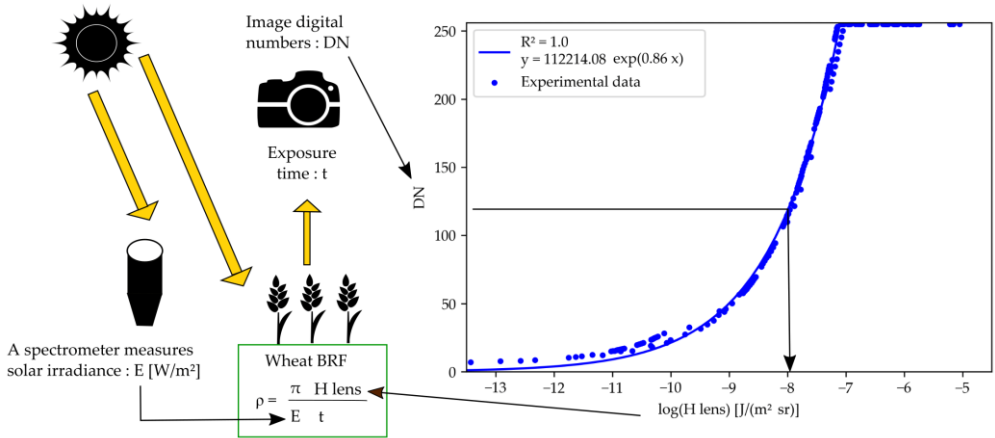 Image digital
numbers : DN
Exposure
time : t
A spectrometer measures
solar irradiance : E [W/m²]
Wheat BRF
ρ = π H lens
E t
250
200
150
100
50
0
DN
R² = 1.0
y = 112214.08 exp(0.86 x)
Experimental data
−13 −12 −11 −10 −9 −8 −7 −6 −5
log(H lens) [J/(m² sr)]